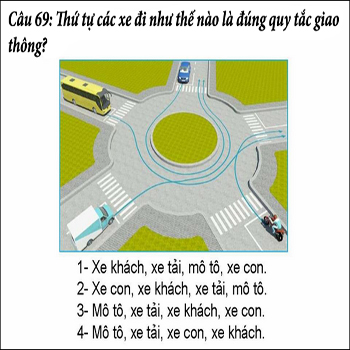 Câu 69: Thứ tự các xe đi như thế nào là đúng quy tắc giao
thông?
1- Xe khách, xe tải, mô tô, xe con.
2- Xe con, xe khách, xe tải, mô tô.
3- Mô tô, xe tải, xe khách, xe con.
4- Mô tô, xe tải, xe con, xe khách.